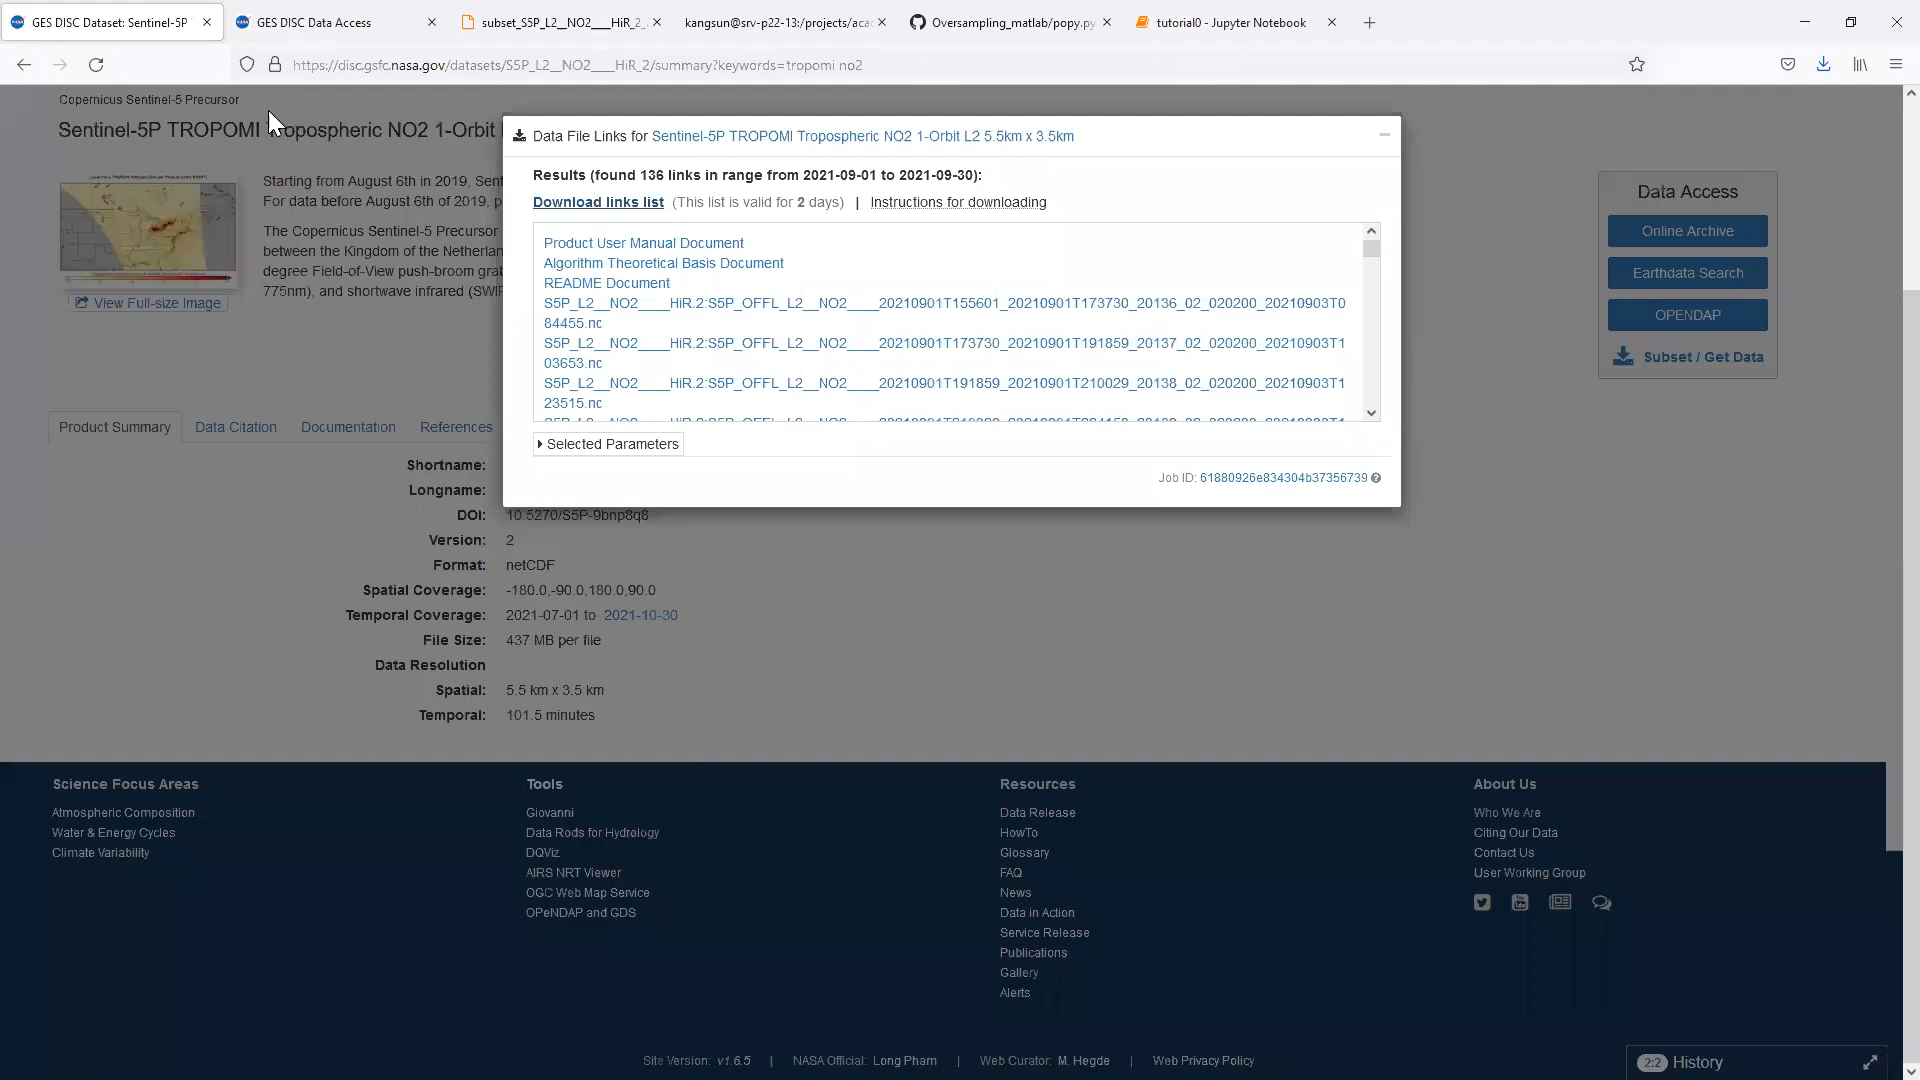 GES DISC Dataset: Sentinel-5P
GES DISC Data Access
subset_S5P_L2__NO2____HiR_2_
kangsun@srv-p22-13:/projects/aca
Oversampling_matlab/popy.py
tutorial0 - Jupyter Notebook
https://disc.gsfc.nasa.gov/datasets/S5P_L2__NO2____HiR_2/summary?keywords=tropomi no2
Copernicus Sentinel-5 Precursor
Sentinel-5P TROPOMI Tropospheric NO2 1-Orbit
Starting from August 6th in 2019, Sent
For data before August 6th of 2019, p
The Copernicus Sentinel-5 Precursor
between the Kingdom of the Netherlan
degree Field-of-View push-broom grat
775nm), and shortwave infrared (SWI
View Full-size Image
Data File Links for Sentinel-5P TROPOMI Tropospheric NO2 1-Orbit L2 5.5km x 3.5km
Results (found 136 links in range from 2021-09-01 to 2021-09-30):
Download links list (This list is valid for 2 days) | Instructions for downloading
Product User Manual Document
Algorithm Theoretical Basis Document
README Document
S5P_L2__NO2____HiR.2:S5P_OFFL_L2__NO2____20210901T155601_20210901T173730_20136_02_020200_20210903T0
84455.nc
S5P_L2__NO2____HiR.2:S5P_OFFL_L2__NO2____20210901T173730_20210901T191859_20137_02_020200_20210903T1
03653.nc
S5P_L2__NO2____HiR.2:S5P_OFFL_L2__NO2____20210901T191859_20210901T210029_20138_02_020200_20210903T1
23515.nc
Selected Parameters
Job ID: 61880926e834304b37356739
Data Access
Online Archive
Earthdata Search
OPENDAP
Subset / Get Data
Product Summary
Data Citation
Documentation
References
Shortname:
Longname:
DOI: 10.5270/S5P-9bnp8q8
Version: 2
Format: netCDF
Spatial Coverage: -180.0,-90.0,180.0,90.0
Temporal Coverage: 2021-07-01 to 2021-10-30
File Size: 437 MB per file
Data Resolution
Spatial: 5.5 km x 3.5 km
Temporal: 101.5 minutes
Science Focus Areas
Atmospheric Composition
Water & Energy Cycles
Climate Variability
Tools
Giovanni
Data Rods for Hydrology
DQViz
AIRS NRT Viewer
OGC Web Map Service
OPeNDAP and GDS
Resources
Data Release
HowTo
Glossary
FAQ
News
Data in Action
Service Release
Publications
Gallery
Alerts
About Us
Who We Are
Citing Our Data
Contact Us
User Working Group
Site Version: v1.6.5 | NASA Official: Long Pham | Web Curator: M. Hegde | Web Privacy Policy
2:2 History